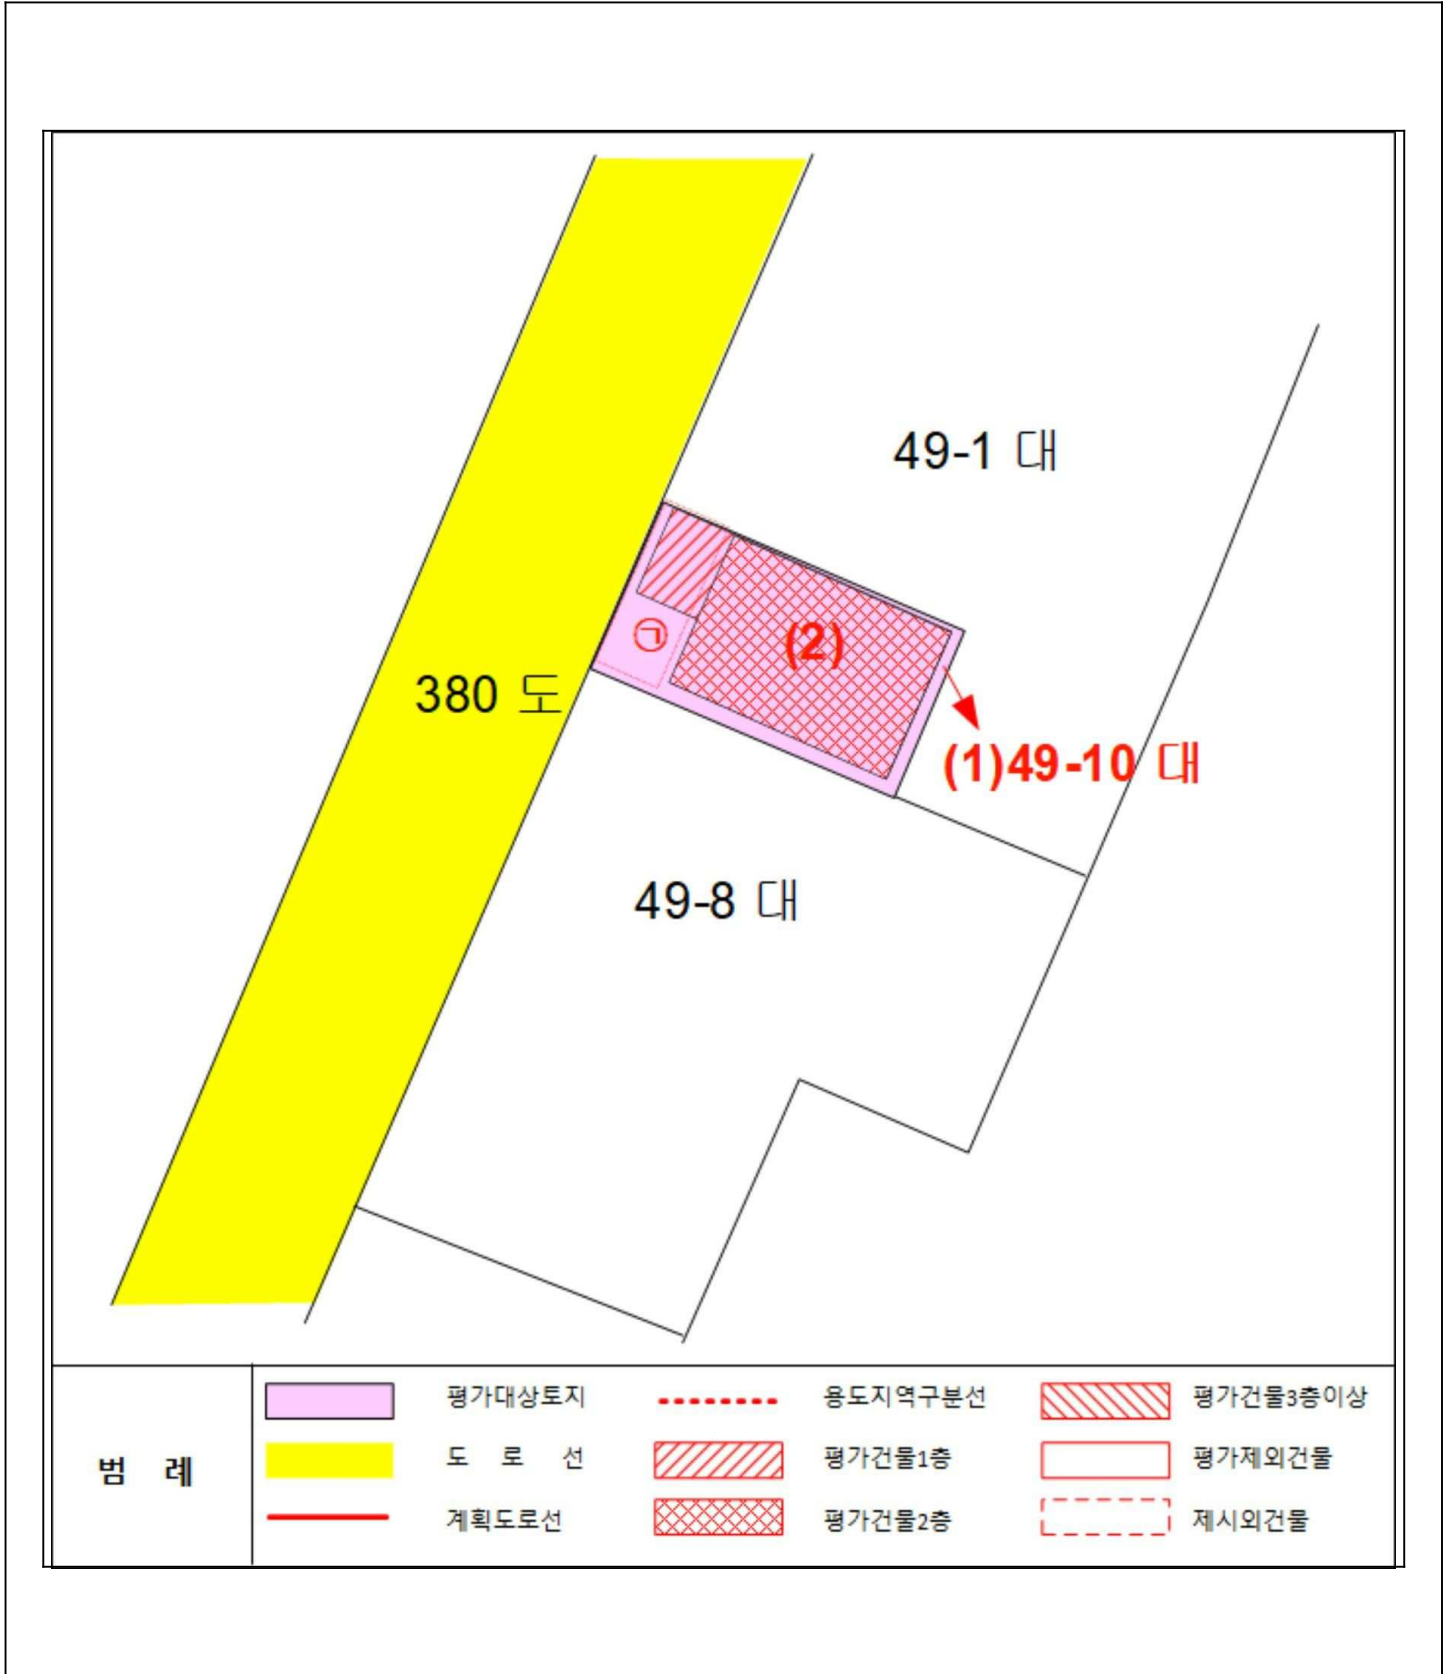 49-1 대
㉠
(2)
380 도
(1)49-10 대
49-8 대
범 례
평가대상토지
용도지역구분선
평가건물3층이상
도 로 선
평가건물1층
평가제외건물
계획도로선
평가건물2층
제시외건물